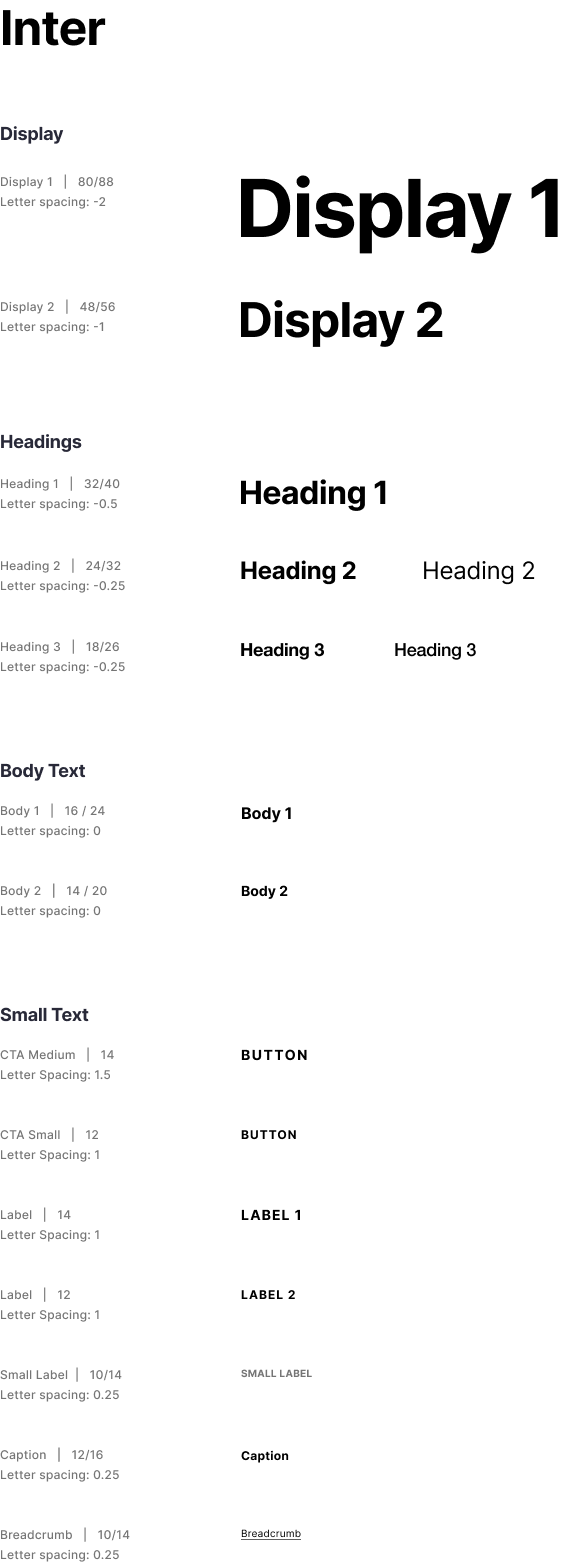 Inter
Display
Display 1 | 80/88
Letter spacing: -2
Display 1
Display 2 | 48/56
Letter spacing: -1
Display 2
Headings
Heading 1 | 32/40
Letter spacing: -0.5
Heading 1
Heading 2 | 24/32
Letter spacing: -0.25
Heading 2 Heading 2
Heading 3 | 18/26
Letter spacing: -0.25
Heading 3 Heading 3
Body Text
Body 1 | 16 / 24
Letter spacing: 0
Body 1
Body 2 | 14 / 20
Letter spacing: 0
Body 2
Small Text
CTA Medium | 14
Letter Spacing: 1.5
BUTTON
CTA Small | 12
Letter Spacing: 1
BUTTON
Label | 14
Letter Spacing: 1
LABEL 1
Label | 12
Letter Spacing: 1
LABEL 2
Small Label | 10/14
Letter spacing: 0.25
SMALL LABEL
Caption | 12/16
Letter spacing: 0.25
Caption
Breadcrumb | 10/14
Letter spacing: 0.25
Breadcrumb